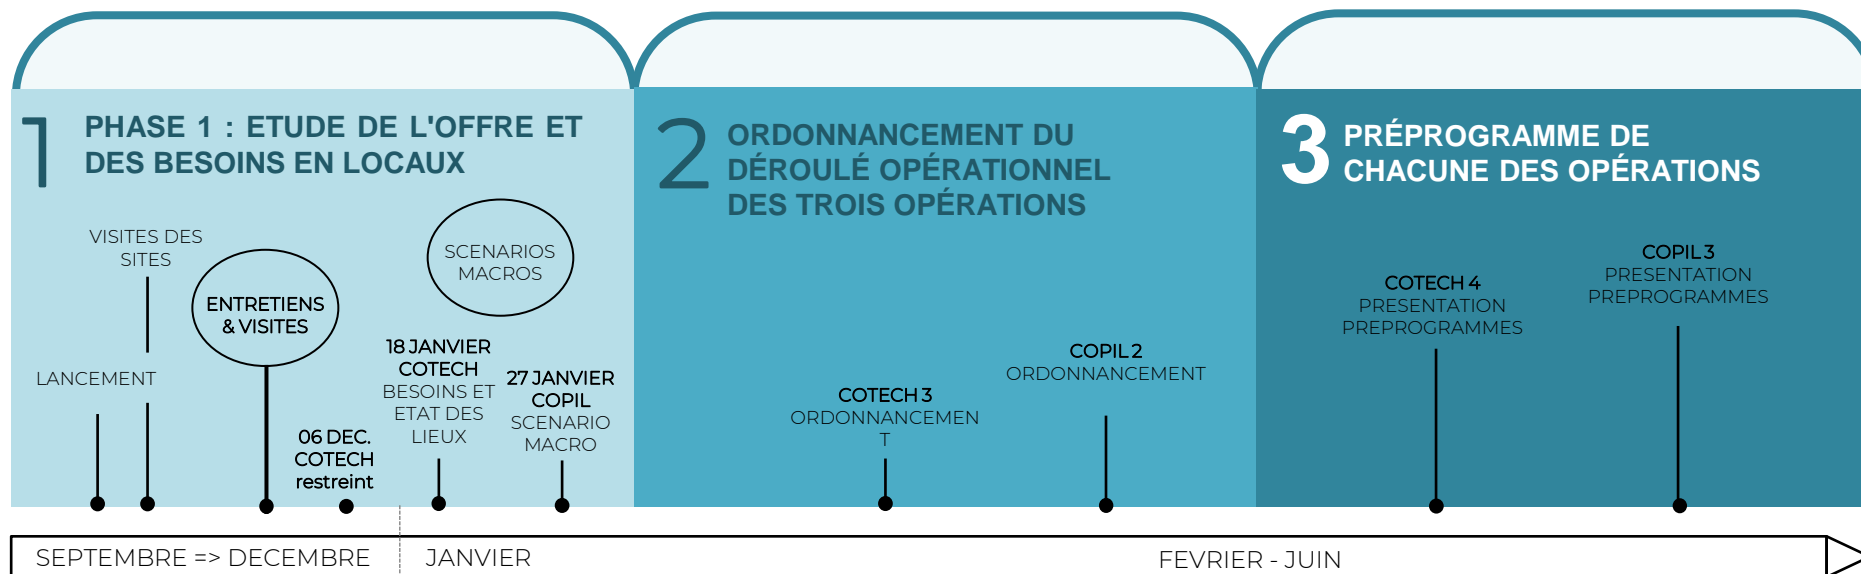 1
PHASE 1 : ETUDE DE L'OFFRE ET
DES BESOINS EN LOCAUX
VISITES DES
SITES
LANCEMENT
ENTRETIENS
& VISITES
06 DEC.
COTECH
restreint
SCENARIOS
MACROS
18 JANVIER
COTECH
BESOINS ET
ETAT DES
LIEUX
27 JANVIER
COPIL
SCENARIO
MACRO
2
ORDONNANCEMENT DU
DÉROULÉ OPÉRATIONNEL
DES TROIS OPÉRATIONS
COTECH 3
ORDONNANCEMEN
T
COPIL 2
ORDONNANCEMENT
3
PRÉPROGRAMME DE
CHACUNE DES OPÉRATIONS
COTECH 4
PRESENTATION
PREPROGRAMMES
COPIL 3
PRESENTATION
PREPROGRAMMES
SEPTEMBRE => DECEMBRE
JANVIER
FEVRIER - JUIN